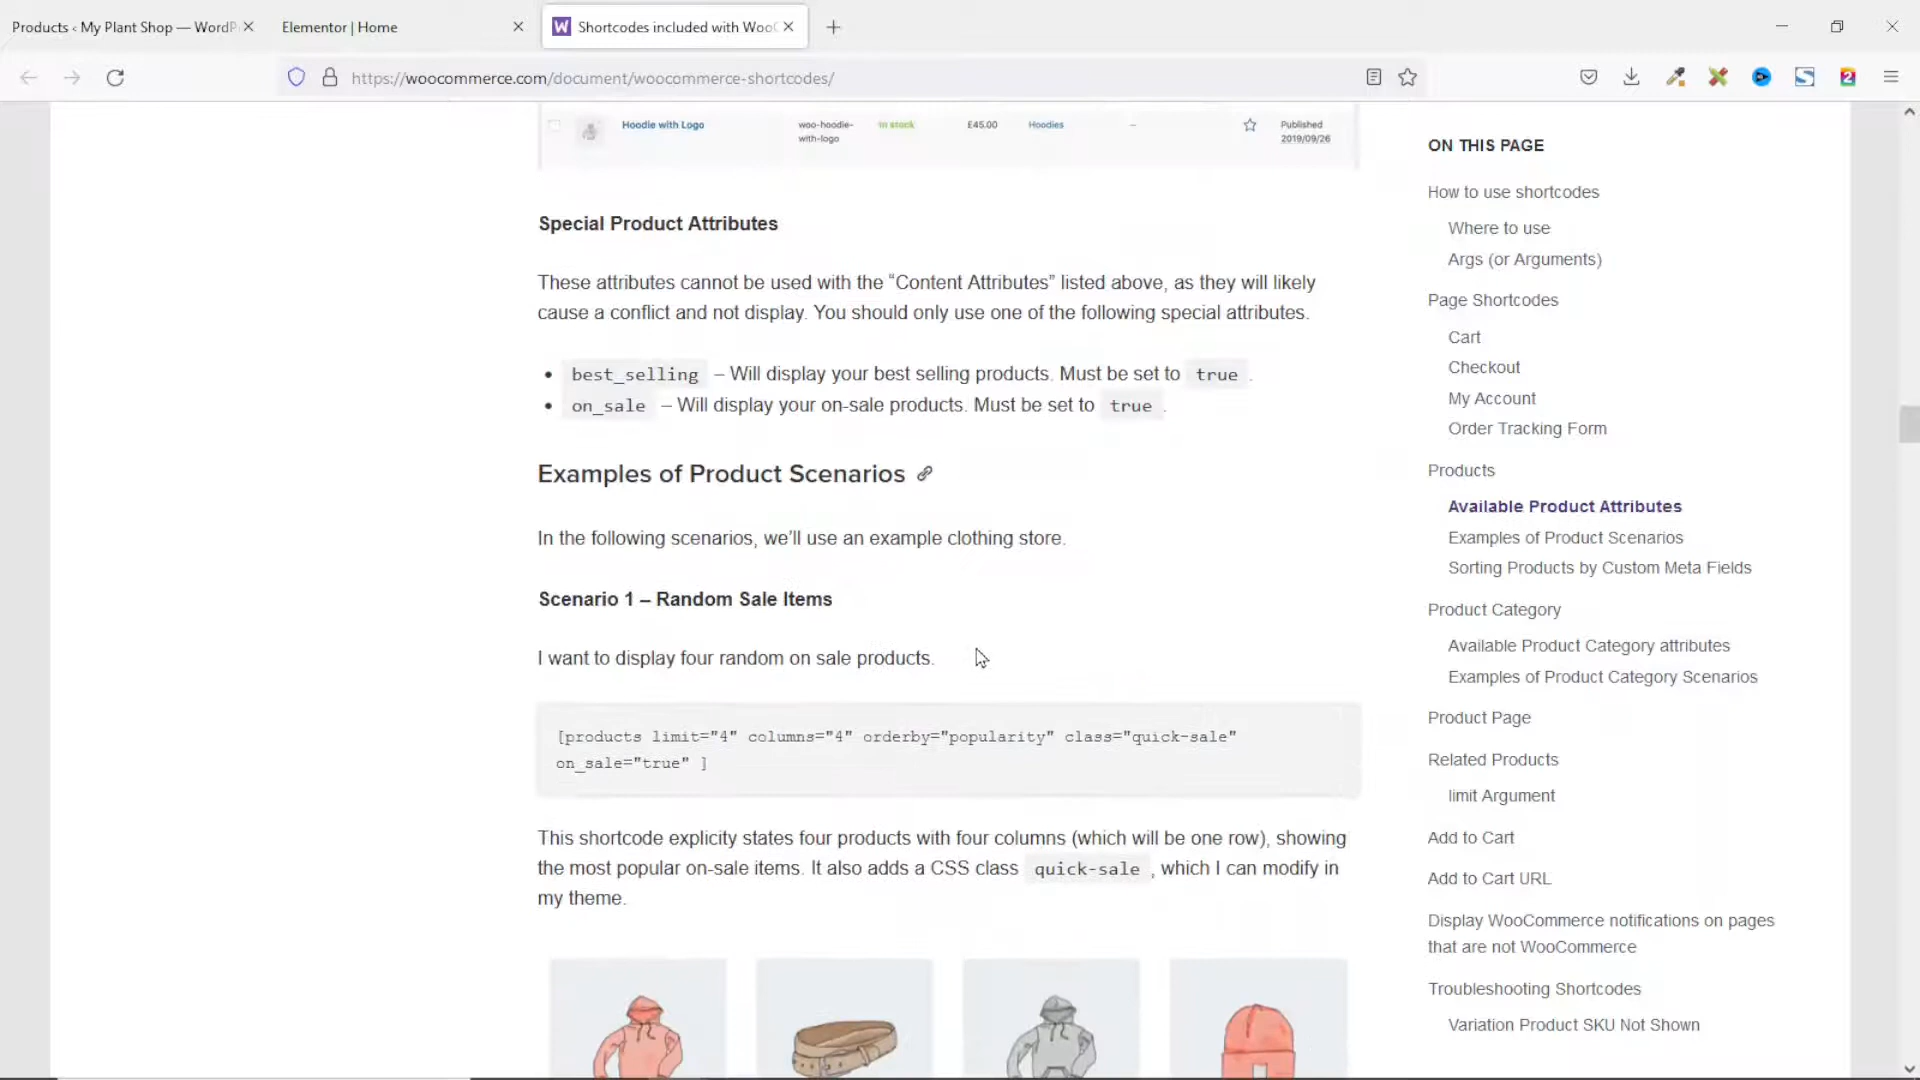 Products ‹ My Plant Shop — WordP
Elementor | Home
Shortcodes included with WooC
https://woocommerce.com/document/woocommerce-shortcodes/
2
Hoodie with Logo
woo-hoodie-
with-logo
In stock
£45.00
Hoodies
–
Published
2019/09/26
Special Product Attributes
These attributes cannot be used with the “Content Attributes” listed above, as they will likely
cause a conflict and not display. You should only use one of the following special attributes.
• best_selling – Will display your best selling products. Must be set to true .
• on_sale – Will display your on-sale products. Must be set to true .
Examples of Product Scenarios
In the following scenarios, we’ll use an example clothing store.
Scenario 1 – Random Sale Items
I want to display four random on sale products.
[products limit="4" columns="4" orderby="popularity" class="quick-sale"
on_sale="true" ]
This shortcode explicity states four products with four columns (which will be one row), showing
the most popular on-sale items. It also adds a CSS class quick-sale , which I can modify in
my theme.
ON THIS PAGE
How to use shortcodes
Where to use
Args (or Arguments)
Page Shortcodes
Cart
Checkout
My Account
Order Tracking Form
Products
Available Product Attributes
Examples of Product Scenarios
Sorting Products by Custom Meta Fields
Product Category
Available Product Category attributes
Examples of Product Category Scenarios
Product Page
Related Products
limit Argument
Add to Cart
Add to Cart URL
Display WooCommerce notifications on pages
that are not WooCommerce
Troubleshooting Shortcodes
Variation Product SKU Not Shown